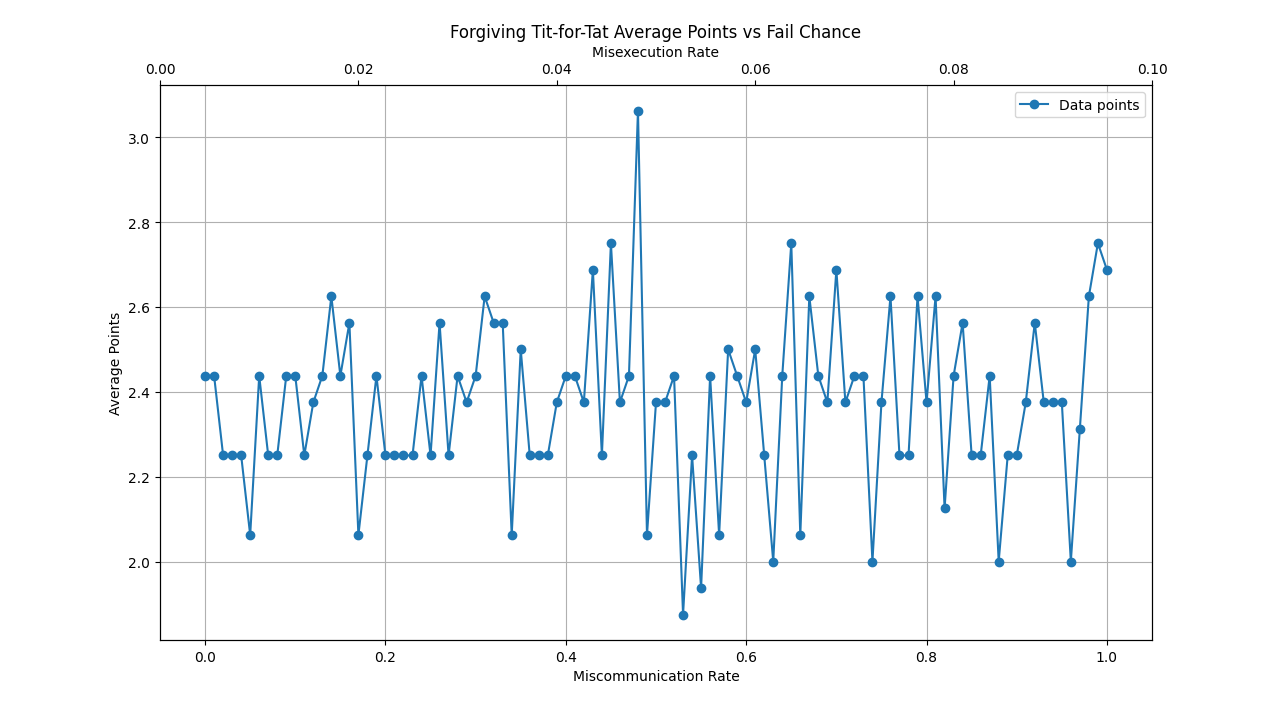 Forgiving Tit-for-Tat Average Points vs Fail Chance
Misexecution Rate
0.00 0.02 0.04 0.06 0.08 0.10
Data points
3.0
2.8
2.6
2.4
2.2
2.0
Average Points
0.0 0.2 0.4 0.6 0.8 1.0
Miscommunication Rate